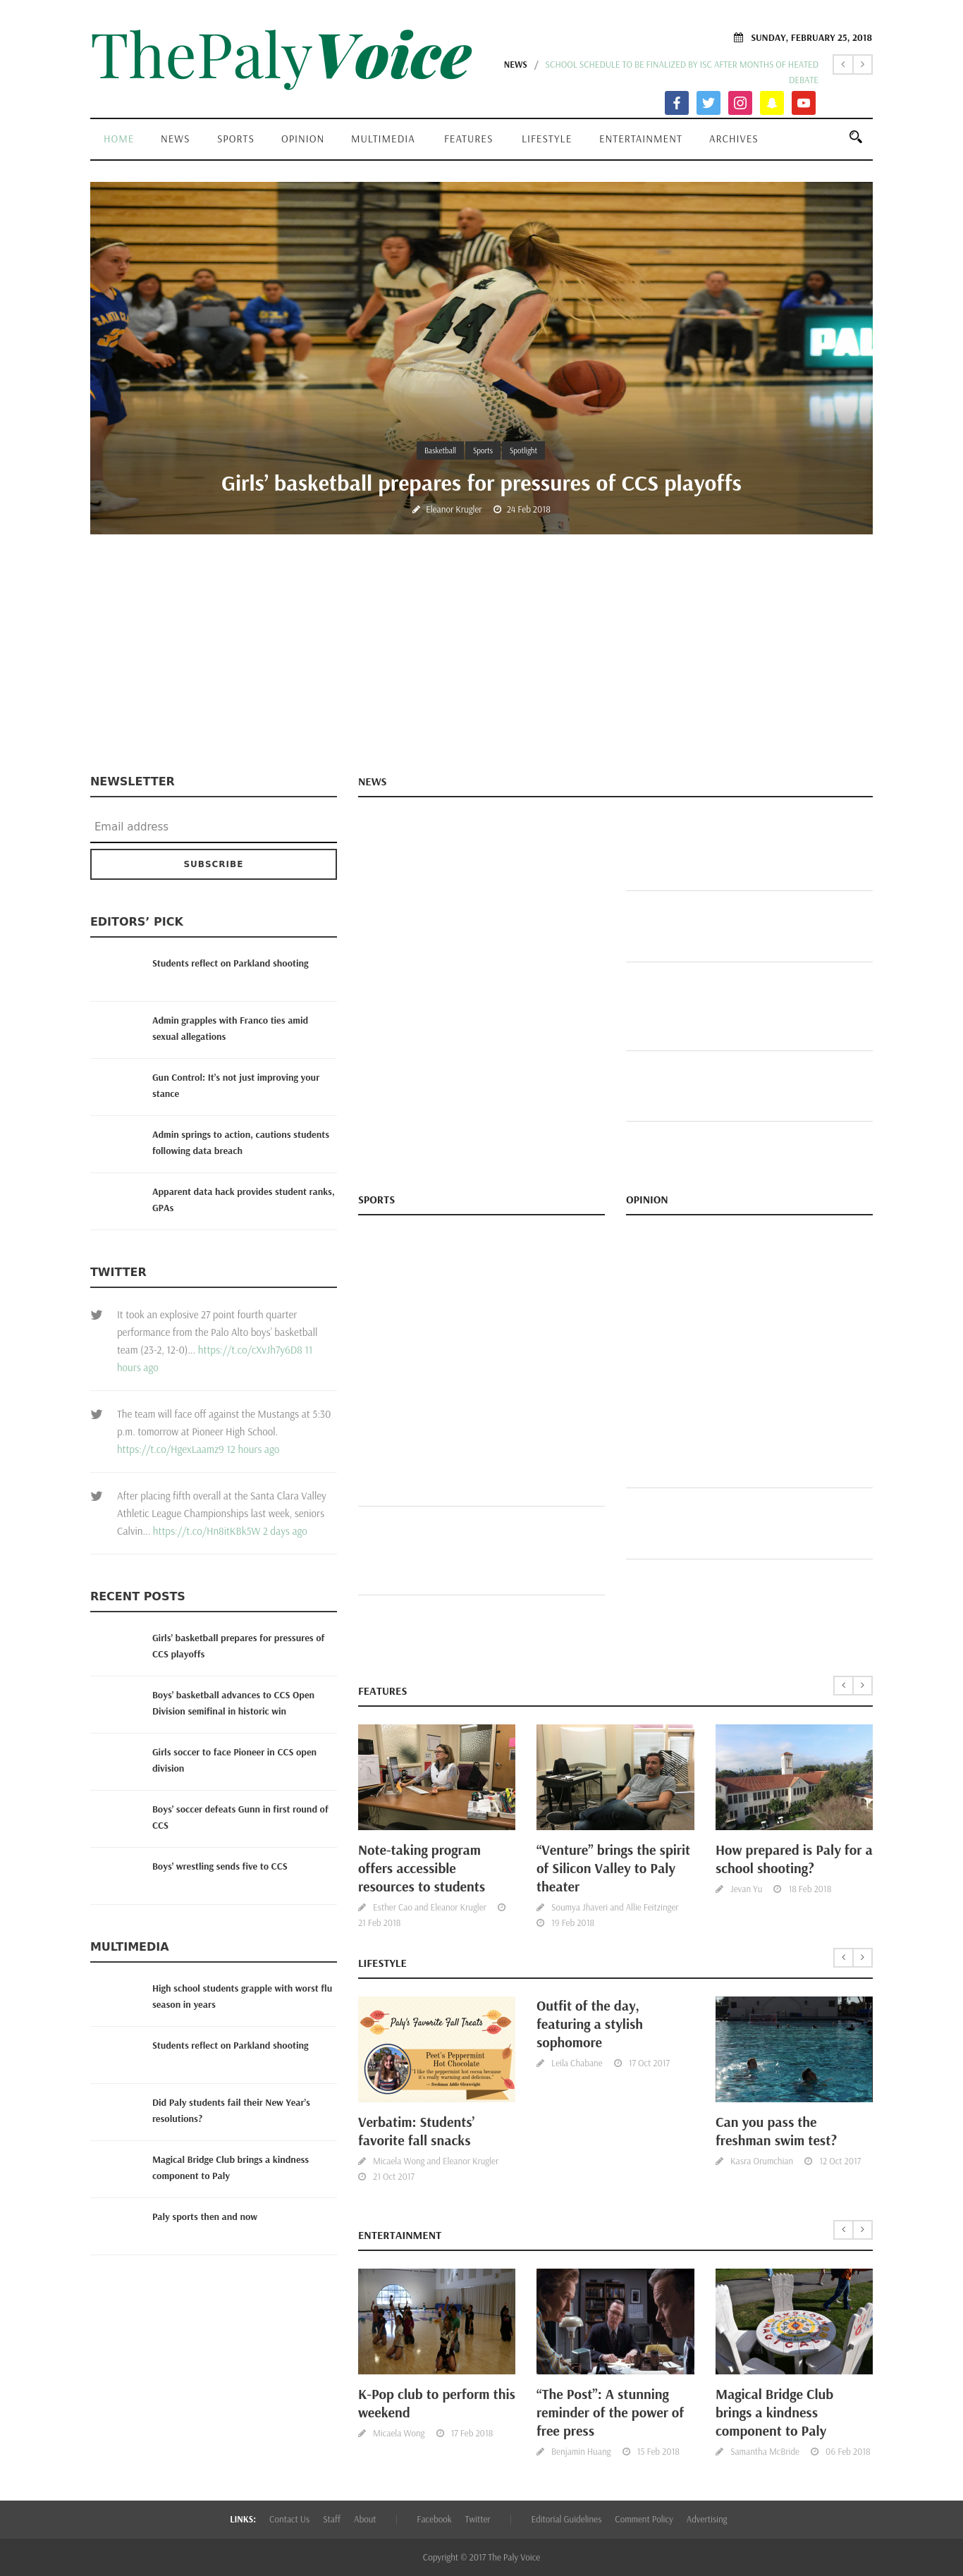 ThePalyVoice
SUNDAY, FEBRUARY 25, 2018
NEWS / SCHOOL SCHEDULE TO BE FINALIZED BY ISC AFTER MONTHS OF HEATED
DEBATE
HOME NEWS SPORTS OPINION MULTIMEDIA FEATURES LIFESTYLE ENTERTAINMENT ARCHIVES
SANTA CL
44
PAL
Basketball Sports Spotlight
Girls’ basketball prepares for pressures of CCS playoffs
Eleanor Krugler 24 Feb 2018
NEWSLETTER
Email address
SUBSCRIBE
EDITORS’ PICK
Students reflect on Parkland shooting
Admin grapples with Franco ties amid
sexual allegations
Gun Control: It’s not just improving your
stance
Admin springs to action, cautions students
following data breach
Apparent data hack provides student ranks,
GPAs
TWITTER
It took an explosive 27 point fourth quarter
performance from the Palo Alto boys’ basketball
team (23-2, 12-0)... https://t.co/cXvJh7y6D8 11
hours ago
The team will face off against the Mustangs at 5:30
p.m. tomorrow at Pioneer High School.
https://t.co/HgexLaamz9 12 hours ago
After placing fifth overall at the Santa Clara Valley
Athletic League Championships last week, seniors
Calvin... https://t.co/Hn8itKBk5W 2 days ago
RECENT POSTS
Girls’ basketball prepares for pressures of
CCS playoffs
Boys’ basketball advances to CCS Open
Division semifinal in historic win
Girls soccer to face Pioneer in CCS open
division
Boys’ soccer defeats Gunn in first round of
CCS
Boys’ wrestling sends five to CCS
MULTIMEDIA
High school students grapple with worst flu
season in years
Students reflect on Parkland shooting
Did Paly students fail their New Year’s
resolutions?
Magical Bridge Club brings a kindness
component to Paly
Paly sports then and now
NEWS
SPORTS
OPINION
FEATURES
Note-taking program
offers accessible
resources to students
Esther Cao and Eleanor Krugler
21 Feb 2018
“Venture” brings the spirit
of Silicon Valley to Paly
theater
Soumya Jhaveri and Allie Feitzinger
19 Feb 2018
How prepared is Paly for a
school shooting?
Jevan Yu 18 Feb 2018
LIFESTYLE
Paly's Favorite Fall Treats
Peet's Peppermint
Hot Chocolate
Verbatim: Students’
favorite fall snacks
Micaela Wong and Eleanor Krugler
21 Oct 2017
Outfit of the day,
featuring a stylish
sophomore
Leila Chabane 17 Oct 2017
Can you pass the
freshman swim test?
Kasra Orumchian 12 Oct 2017
ENTERTAINMENT
K-Pop club to perform this
weekend
Micaela Wong 17 Feb 2018
“The Post”: A stunning
reminder of the power of
free press
Benjamin Huang 15 Feb 2018
Magical Bridge Club
brings a kindness
component to Paly
Samantha McBride 06 Feb 2018
LINKS: Contact Us Staff About | Facebook Twitter | Editorial Guidelines Comment Policy Advertising
Copyright © 2017 The Paly Voice